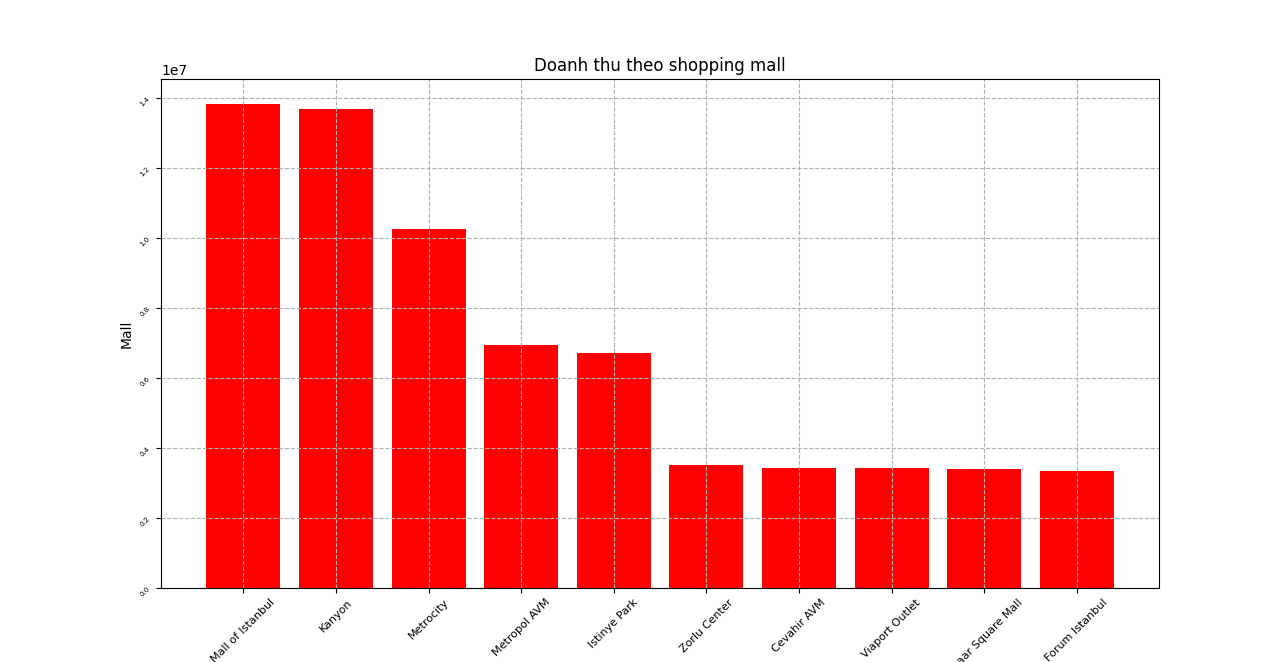 Doanh thu theo shopping mall
1e7
1.4
1.2
1.0
0.8
0.6
0.4
0.2
0.0
Mall
Mall of Istanbul
Kanyon
Metrocity
Metropol AVM
Istinye Park
Zorlu Center
Cevahir AVM
Viaport Outlet
Square Mall
Forum Istanbul